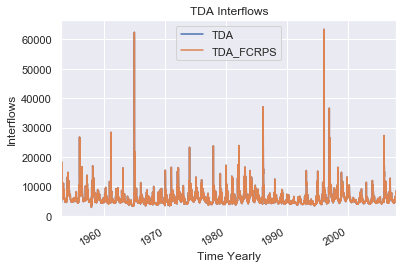 TDA Interflows
TDA
TDA_FCRPS
60000
50000
40000
30000
20000
10000
0
Interflows
1960
1970
1980
1990
2000
Time Yearly